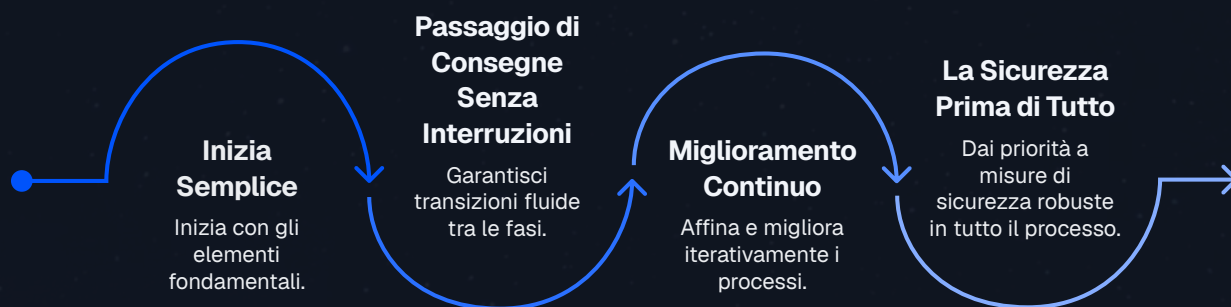 Inizia
Semplice
Inizia con gli
elementi
fondamentali.
Passaggio di
Consegne
Senza
Interruzioni
Garantisci
transizioni fluide
tra le fasi.
Miglioramento
Continuo
Affina e migliora
iterativamente i
processi.
La Sicurezza
Prima di Tutto
Dai priorità a
misure di
sicurezza robuste
in tutto il processo.